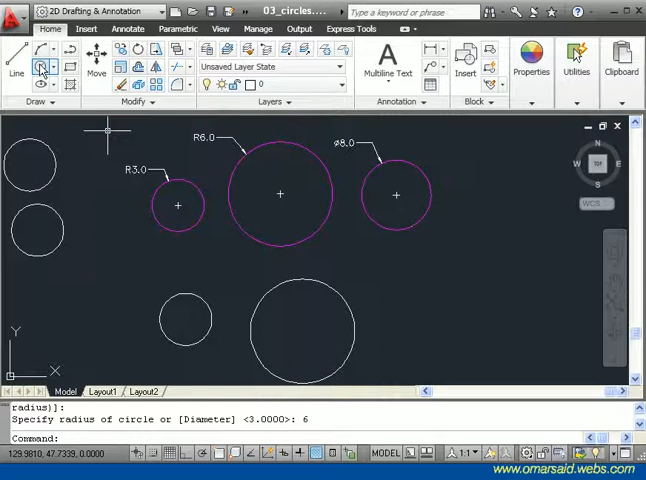 2D Drafting & Annotation
03_circles....
Type a keyword or phrase
Home
Insert
Annotate
Parametric
View
Manage
Output
Express Tools
Line
Move
Unsaved Layer State
0
A
Multiline Text
Insert
Properties
Utilities
Clipboard
Draw
Modify
Layers
Annotation
Block
R3.0
R6.0
ø8.0
N
W
TOP
E
S
WCS
Y
X
Model
Layout1
Layout2
radius)]:
Specify radius of circle or [Diameter] <3.0000>: 6
Command:
129.9810, 47.7339, 0.0000
MODEL
1:1
www.omarsaid.webs.com